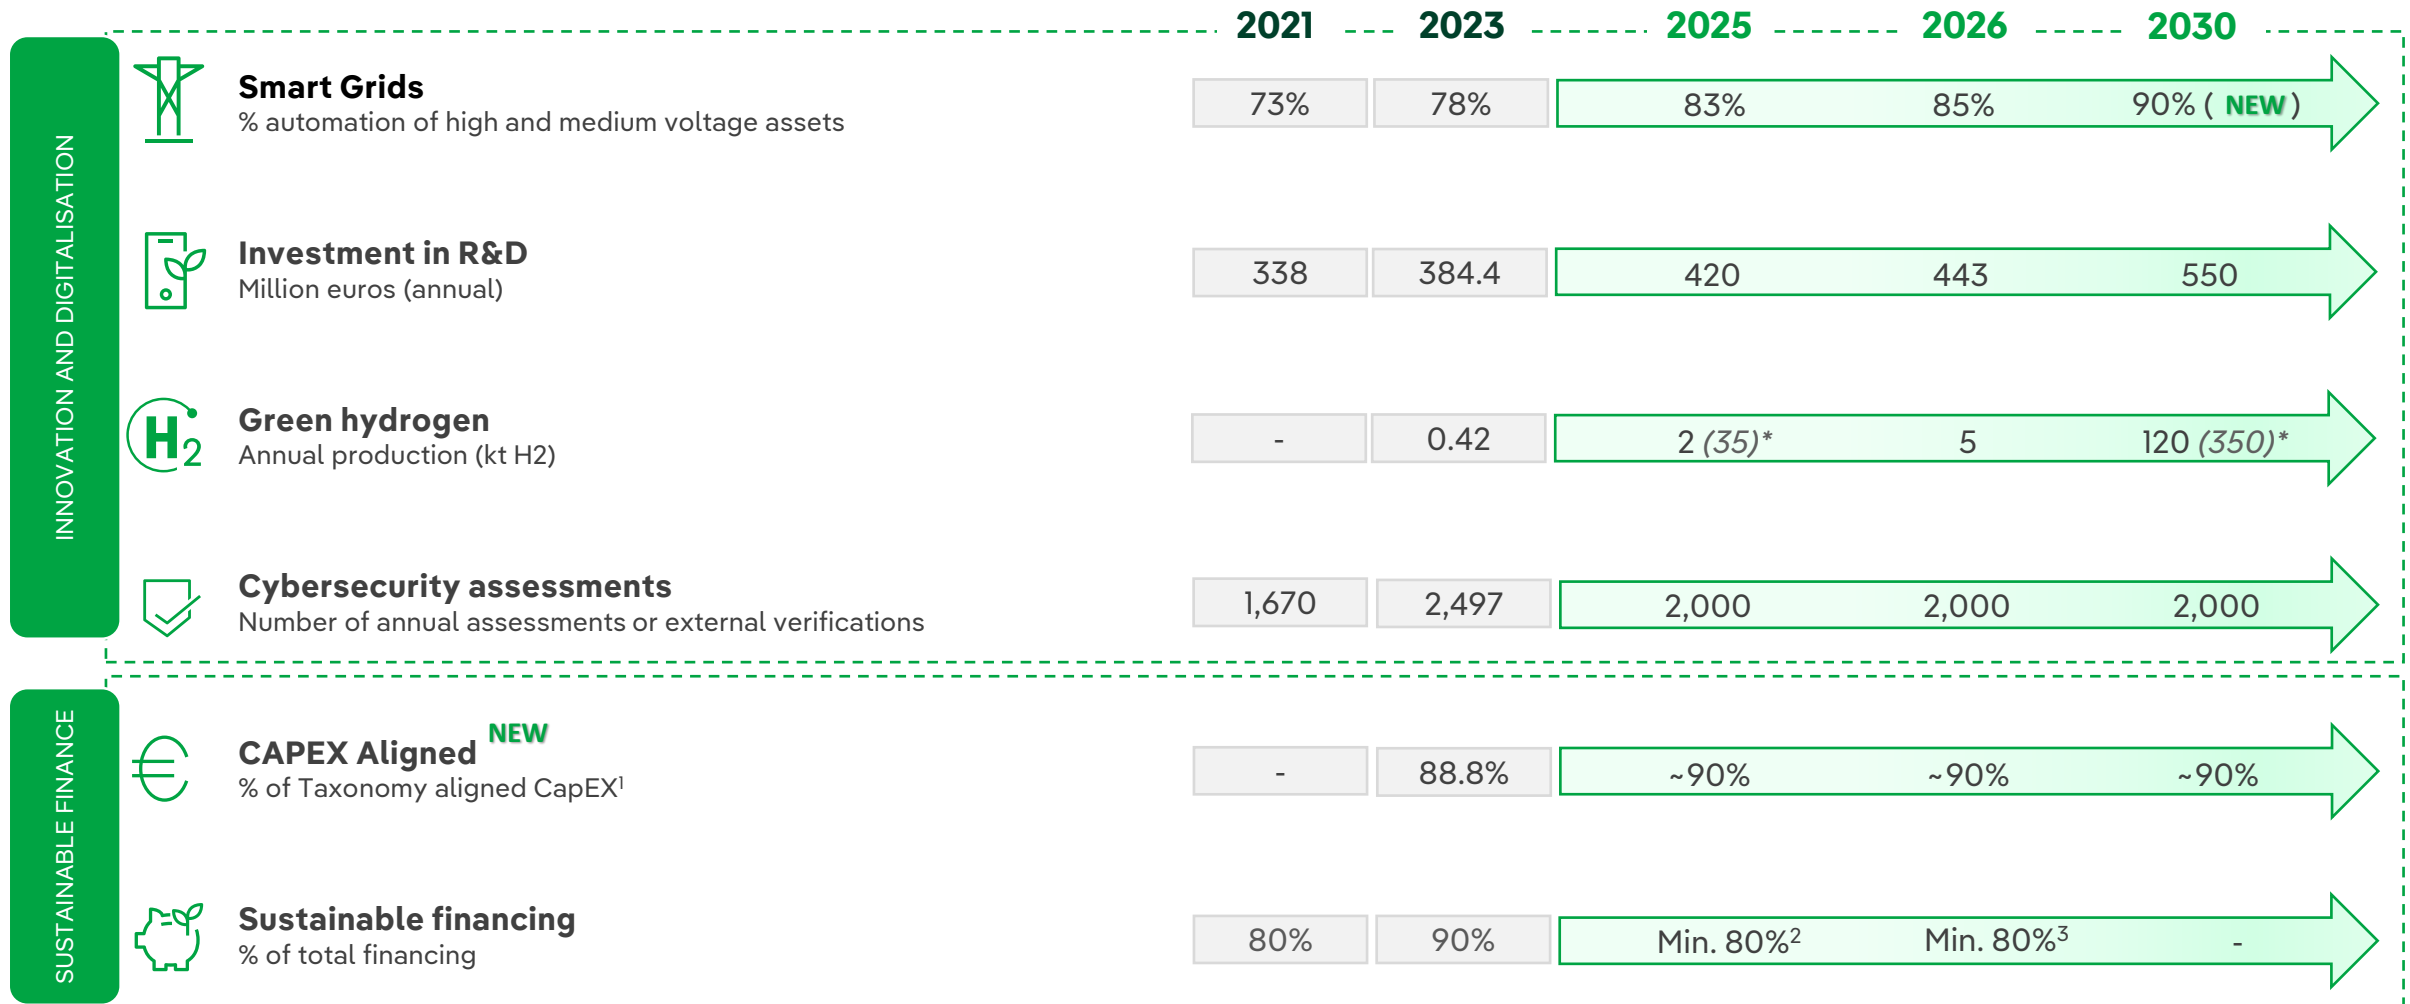 2021 2023 2025 2026 2030
INNOVATION AND DIGITALISATION
Smart Grids
% automation of high and medium voltage assets
73% 78% 83% 85% 90% ( NEW )
Investment in R&D
Million euros (annual)
338 384.4 420 443 550
H2
Green hydrogen
Annual production (kt H2)
- 0.42 2 (35)* 5 120 (350)*
Cybersecurity assessments
Number of annual assessments or external verifications
1,670 2,497 2,000 2,000 2,000
SUSTAINABLE FINANCE
CAPEX Aligned NEW
% of Taxonomy aligned CapEX¹
- 88.8% ~90% ~90% ~90%
Sustainable financing
% of total financing
80% 90% Min. 80%² Min. 80%³ -